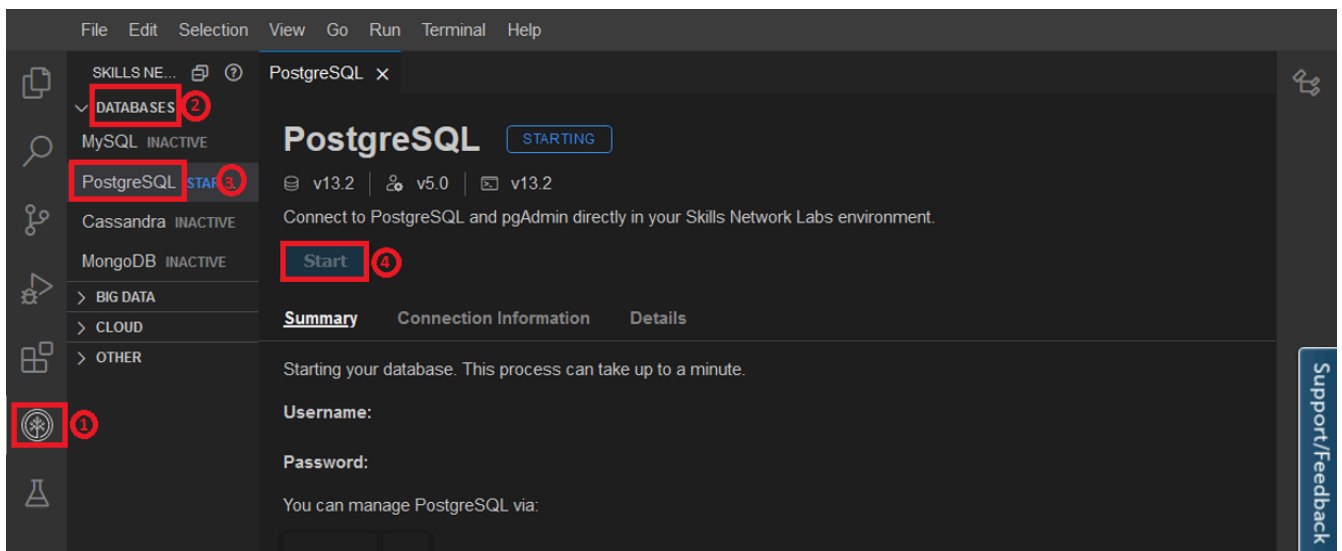 File Edit Selection View Go Run Terminal Help
SKILLS NE...
PostgreSQL
DATABASES 2
MySQL INACTIVE
PostgreSQL 3
Cassandra INACTIVE
MongoDB INACTIVE
BIG DATA
CLOUD
OTHER
1
PostgreSQL STARTING
v13.2 v5.0 v13.2
Connect to PostgreSQL and pgAdmin directly in your Skills Network Labs environment.
Start 4
Summary Connection Information Details
Starting your database. This process can take up to a minute.
Username:
Password:
You can manage PostgreSQL via:
Support/Feedback